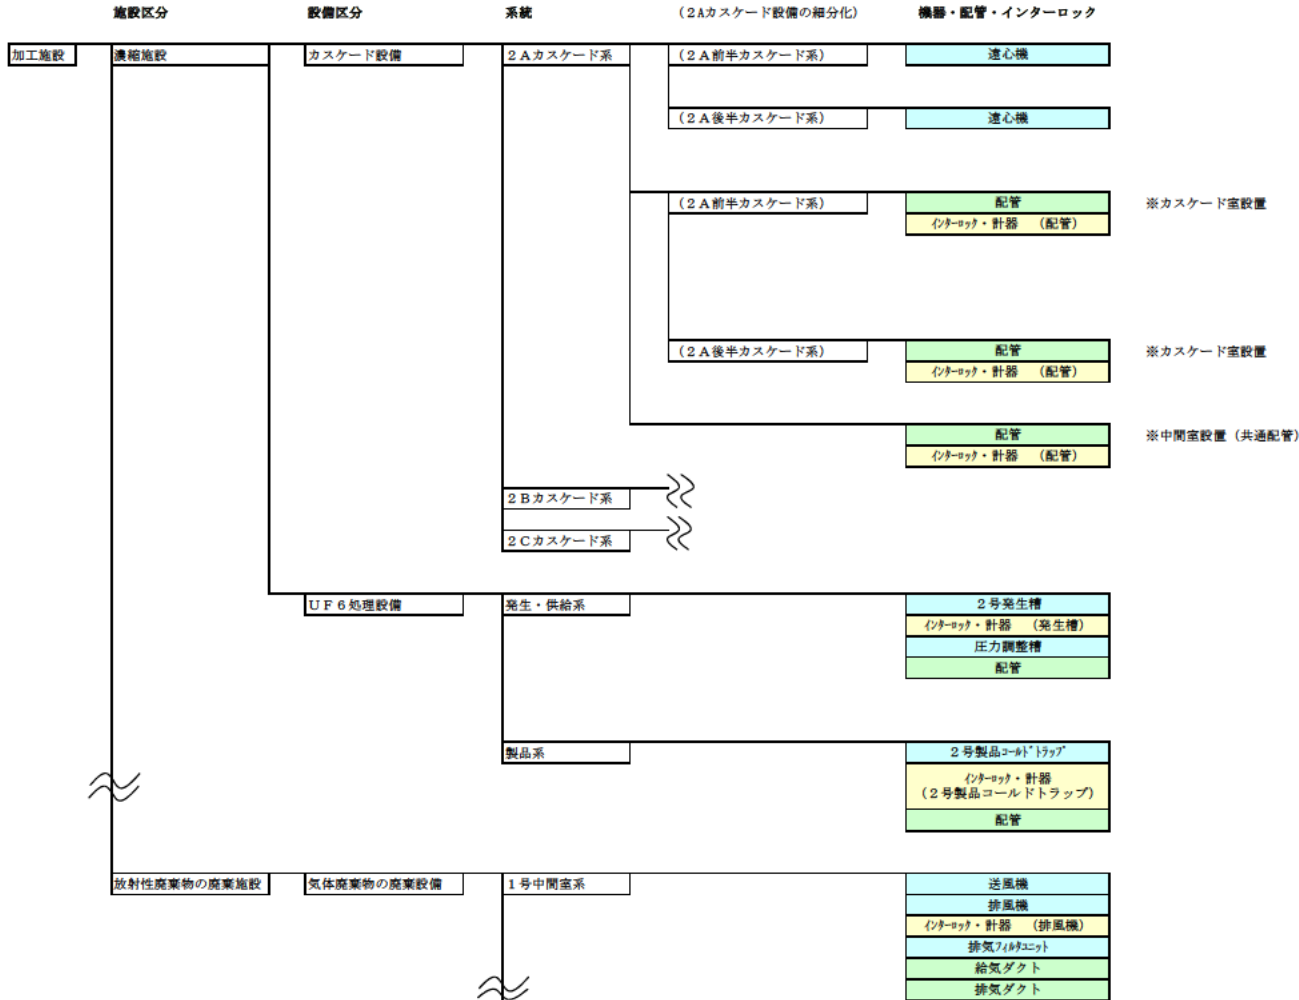 施設区分 設備区分 系統 (2Aカスケード設備の細分化) 機器・配管・インターロック
加工施設 濃縮施設 カスケード設備 2Aカスケード系 (2A前半カスケード系) 遠心機
(2A後半カスケード系) 遠心機
(2A前半カスケード系) 配管 ※カスケード室設置
インターロック・計器 (配管)
(2A後半カスケード系) 配管 ※カスケード室設置
インターロック・計器 (配管)
配管 ※中間室設置(共通配管)
インターロック・計器 (配管)
2Bカスケード系
2Cカスケード系
UF6処理設備 発生・供給系 2号発生槽
インターロック・計器 (発生槽)
圧力調整槽
配管
製品系 2号製品コールドトラップ
インターロック・計器
(2号製品コールドトラップ)
配管
放射性廃棄物の廃棄施設 気体廃棄物の廃棄設備 1号中間室系 送風機
排風機
インターロック・計器 (排風機)
排気フィルタユニット
給気ダクト
排気ダクト